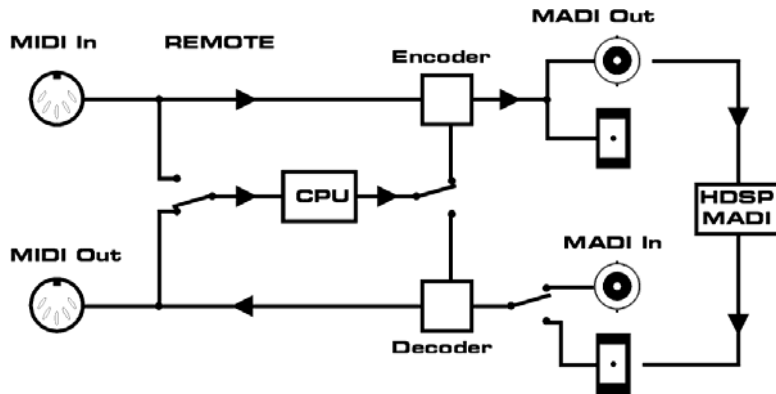 MADI Out
MIDI In
REMOTE
Encoder
CPU
HDSP
MADI
MIDI Out
MADI In
Decoder